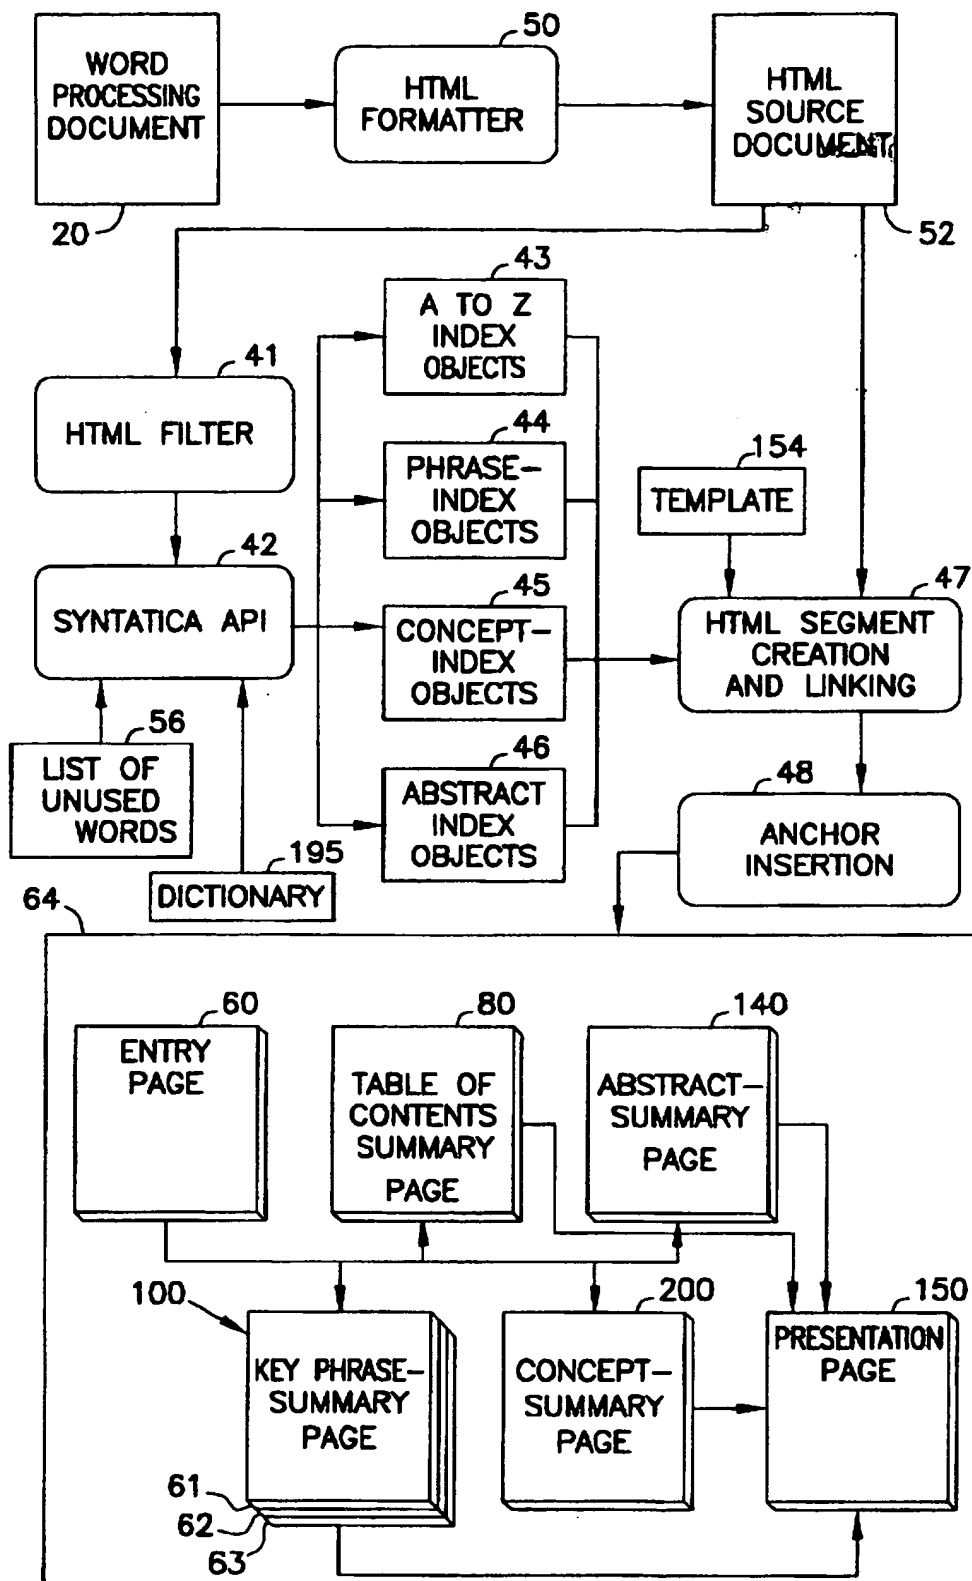 50
WORD
PROCESSING
DOCUMENT
HTML
FORMATTER
HTML
SOURCE
DOCUMENT
20
52
43
A TO Z
INDEX
OBJECTS
41
HTML FILTER
44
PHRASE-
INDEX
OBJECTS
154
TEMPLATE
42
SYNTATICA API
45
CONCEPT-
INDEX
OBJECTS
47
HTML SEGMENT
CREATION
AND LINKING
56
LIST OF
UNUSED
WORDS
46
ABSTRACT
INDEX
OBJECTS
48
ANCHOR
INSERTION
195
DICTIONARY
64
60
ENTRY
PAGE
80
TABLE OF
CONTENTS
SUMMARY
PAGE
140
ABSTRACT-
SUMMARY
PAGE
100
KEY PHRASE-
SUMMARY
PAGE
200
CONCEPT-
SUMMARY
PAGE
150
PRESENTATION
PAGE
61
62
63